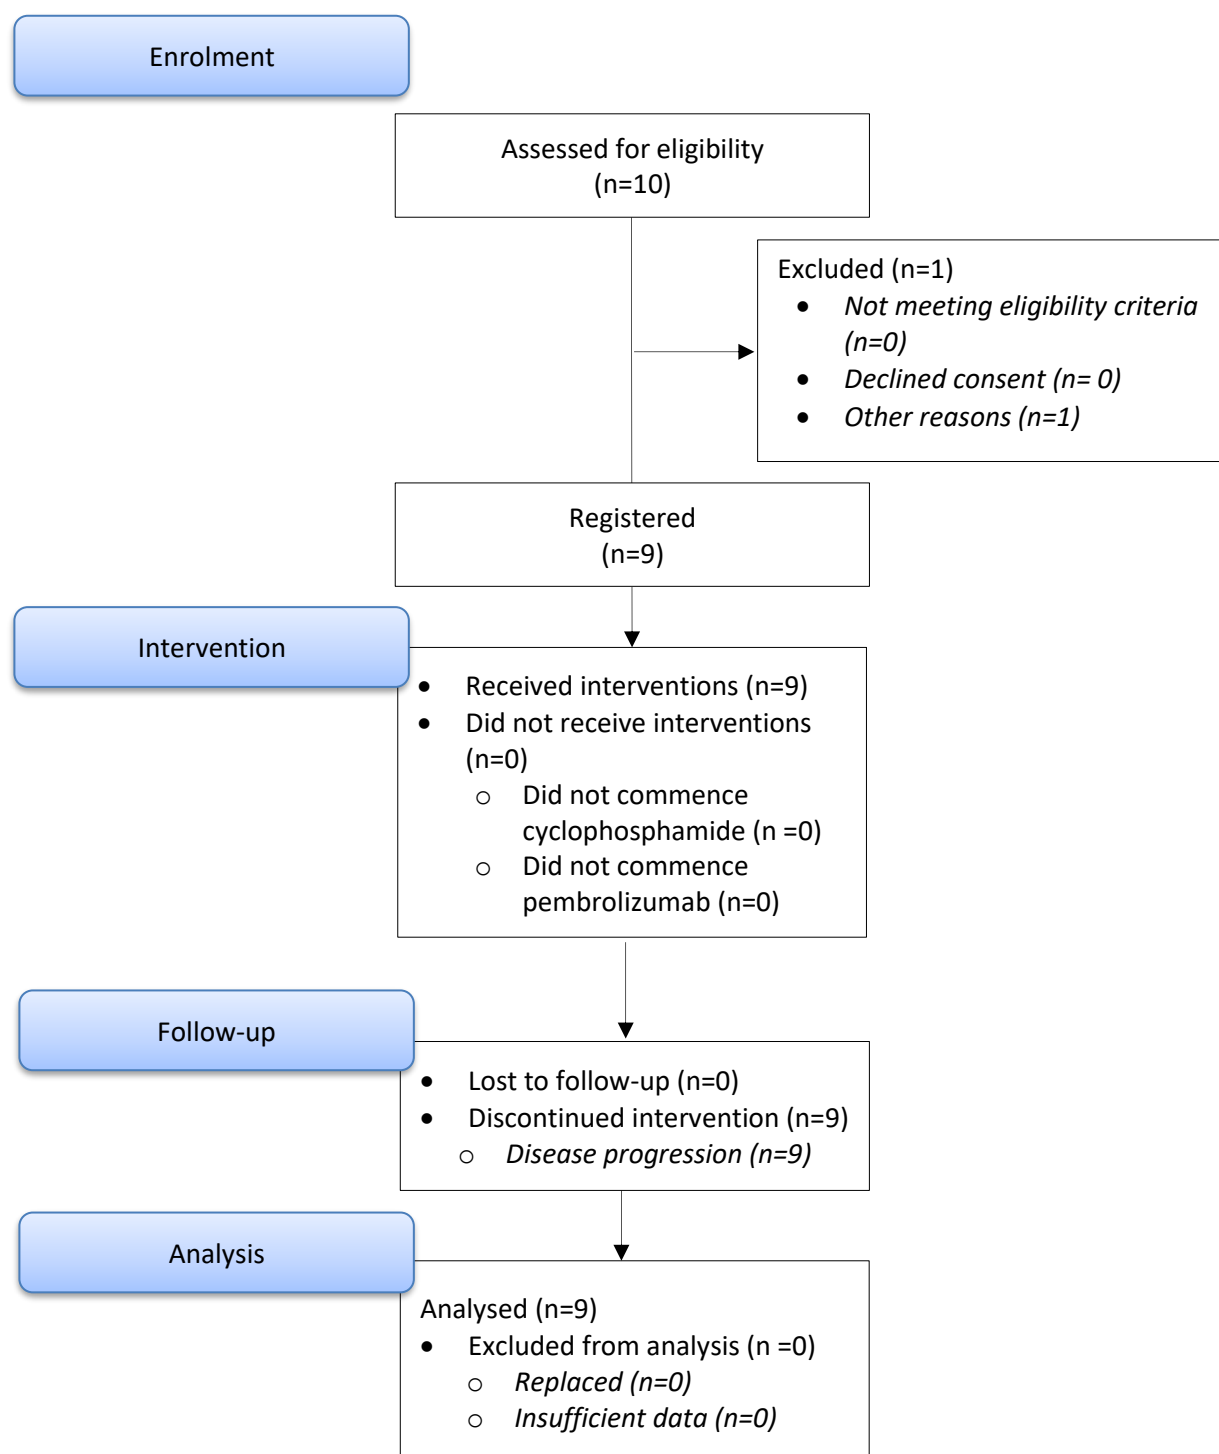 Enrolment
Assessed for eligibility
(n=10)
Excluded (n=1)
• Not meeting eligibility criteria
(n=0)
• Declined consent (n= 0)
• Other reasons (n=1)
Registered
(n=9)
Intervention
• Received interventions (n=9)
• Did not receive interventions
(n=0)
o Did not commence
cyclophosphamide (n =0)
o Did not commence
pembrolizumab (n=0)
Follow-up
• Lost to follow-up (n=0)
• Discontinued intervention (n=9)
o Disease progression (n=9)
Analysis
Analysed (n=9)
• Excluded from analysis (n =0)
o Replaced (n=0)
o Insufficient data (n=0)